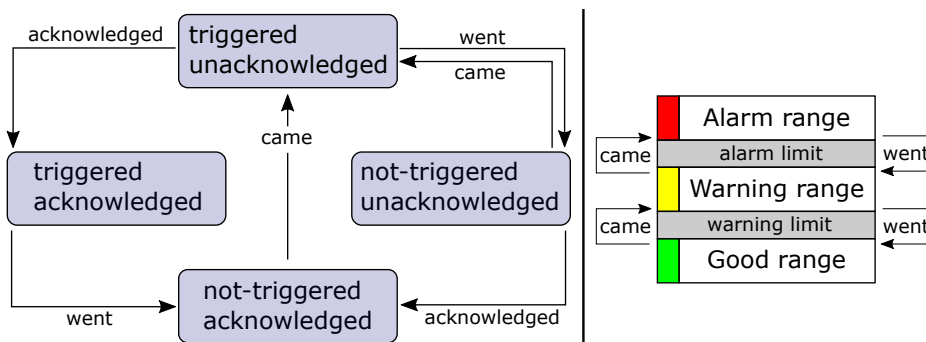 acknowledged
triggered
unacknowledged
went
came
came
triggered
acknowledged
not-triggered
unacknowledged
went
not-triggered
acknowledged
acknowledged
Alarm range
came
alarm limit
went
Warning range
came
warning limit
went
Good range